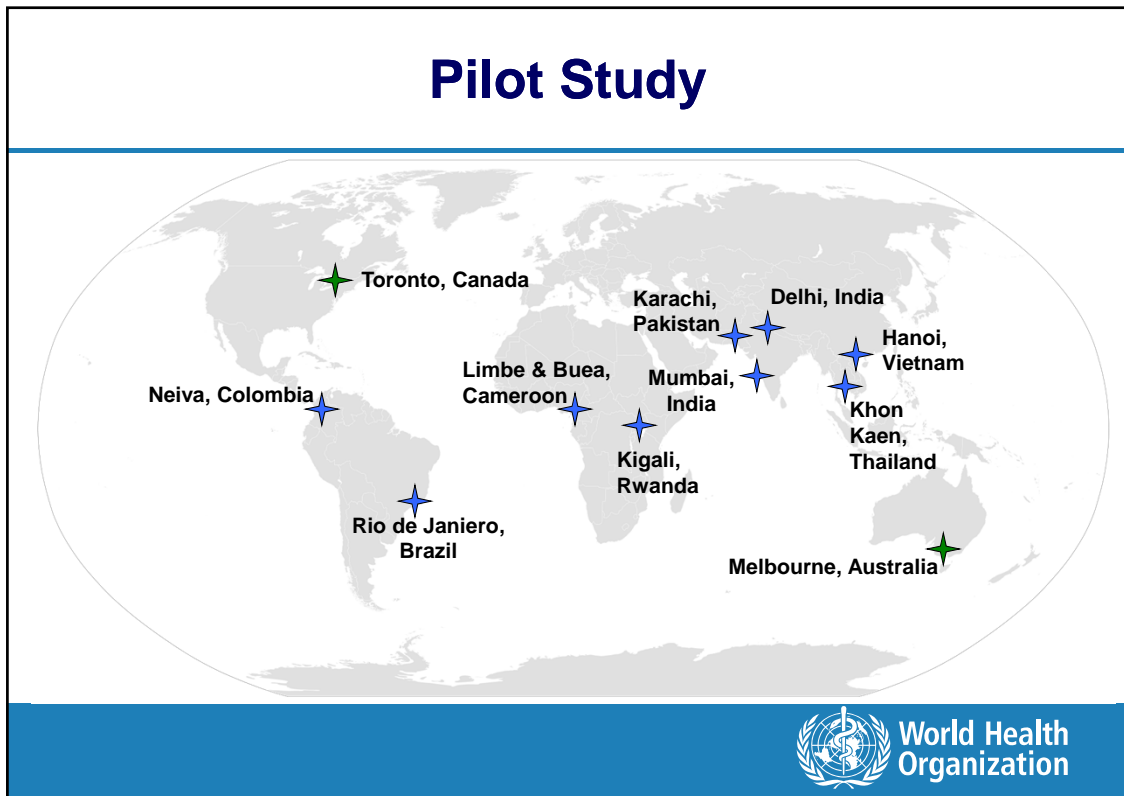 Pilot Study
Toronto, Canada
Karachi,
Pakistan
Delhi, India
Hanoi,
Vietnam
Neiva, Colombia
Limbe & Buea,
Cameroon
Mumbai,
India
Khon
Kaen,
Thailand
Kigali,
Rwanda
Rio de Janiero,
Brazil
Melbourne, Australia
World Health
Organization